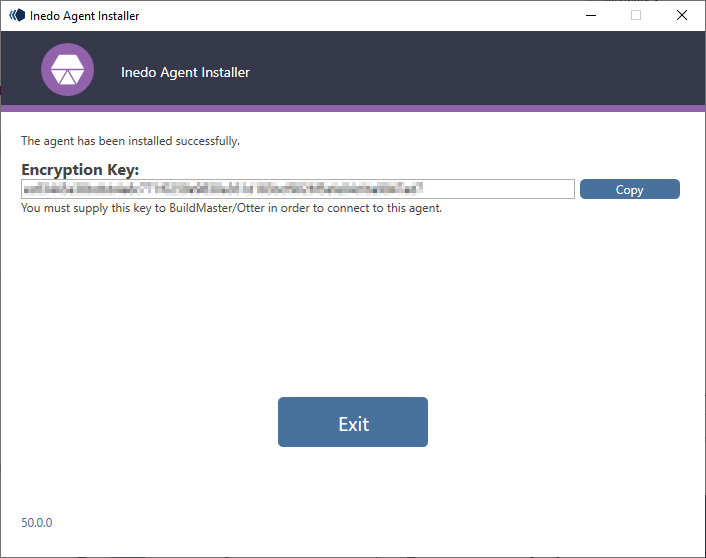 Inedo Agent Installer
Inedo Agent Installer
The agent has been installed successfully.
Encryption Key:
Copy
You must supply this key to BuildMaster/Otter in order to connect to this agent.
Exit
50.0.0